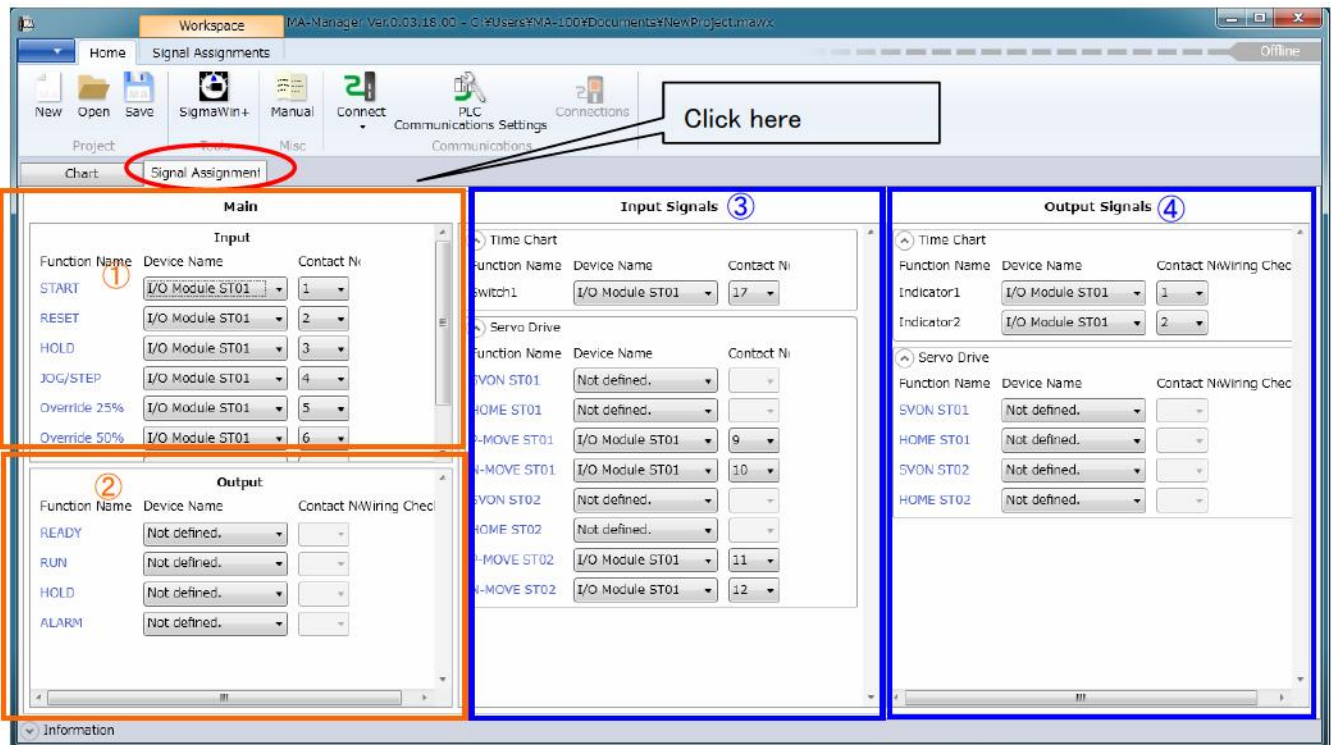 Workspace MA-Manager Ver.0.03.18.00 - C:¥Users¥MA-100¥Documents¥NewProject.mawx
Home Signal Assignments Offline
New Open Save SigmaWin+ Manual Connect PLC Communications Settings Connections
Project Tools Misc Communications
Click here
Chart Signal Assignment
Main
Input
Function Name Device Name Contact N
①
START I/O Module ST01 1
RESET I/O Module ST01 2
HOLD I/O Module ST01 3
JOG/STEP I/O Module ST01 4
Override 25% I/O Module ST01 5
Override 50% I/O Module ST01 6
②
Output
Function Name Device Name Contact N Wiring Chec
READY Not defined.
RUN Not defined.
HOLD Not defined.
ALARM Not defined.
Input Signals ③
Time Chart
Function Name Device Name Contact N
Switch1 I/O Module ST01 17
Servo Drive
Function Name Device Name Contact N
SVON ST01 Not defined.
HOME ST01 Not defined.
P-MOVE ST01 I/O Module ST01 9
N-MOVE ST01 I/O Module ST01 10
SVON ST02 Not defined.
HOME ST02 Not defined.
P-MOVE ST02 I/O Module ST01 11
N-MOVE ST02 I/O Module ST01 12
Output Signals ④
Time Chart
Function Name Device Name Contact N Wiring Chec
Indicator1 I/O Module ST01 1
Indicator2 I/O Module ST01 2
Servo Drive
Function Name Device Name Contact N Wiring Chec
SVON ST01 Not defined.
HOME ST01 Not defined.
SVON ST02 Not defined.
HOME ST02 Not defined.
Information